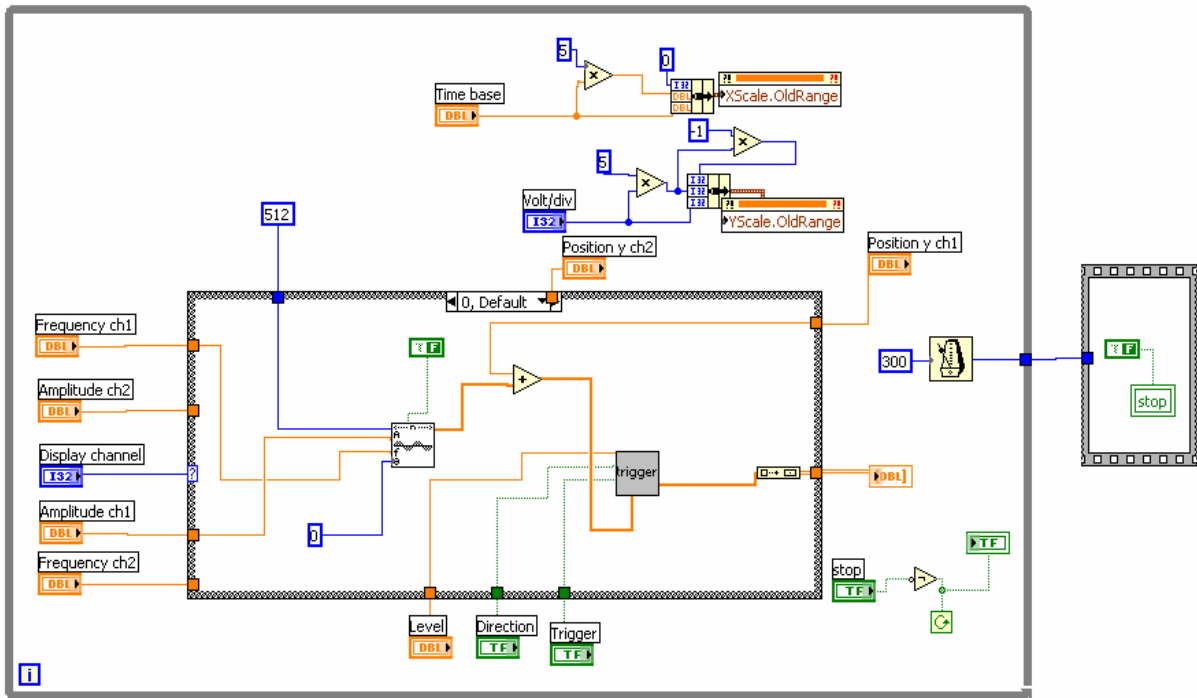 5
0
Time base
DBL
×
I32
DBL
DBL
?! ?!
XScale.OldRange
-1
×
5
×
I32
I32
I32
?! ?!
YScale.OldRange
Volt/div
I32
512
Position y ch2
DBL
Position y ch1
DBL
0, Default
Frequency ch1
DBL
F
+
300
F
stop
Amplitude ch2
DBL
n
A
f
Display channel
I32
?
trigger
DBL]
Amplitude ch1
DBL
0
Frequency ch2
DBL
TF
stop
TF
Level
DBL
Direction
TF
Trigger
TF
i